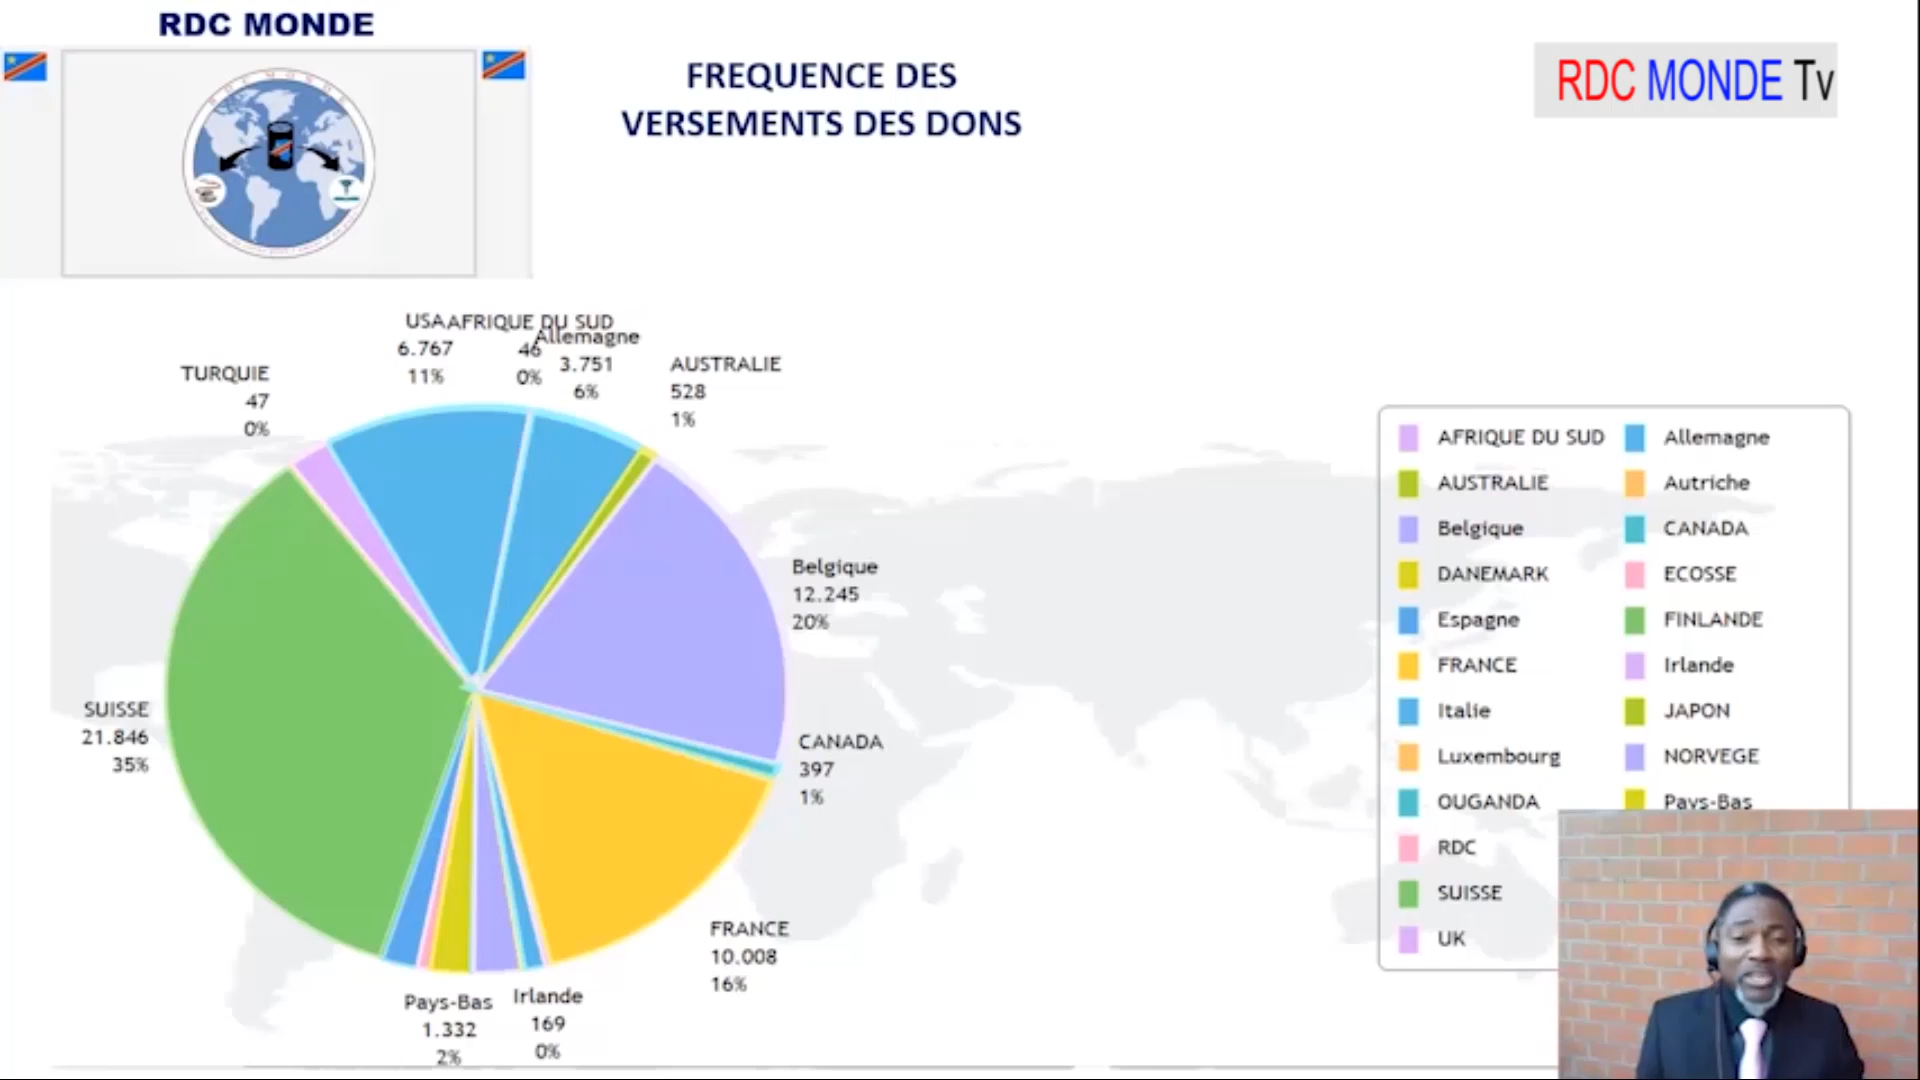 RDC MONDE
FREQUENCE DES
VERSEMENTS DES DONS
RDC MONDE Tv
RDC MONDE
USA
6.767
11%
AFRIQUE DU SUD
46
0%
Allemagne
3.751
6%
AUSTRALIE
528
1%
TURQUIE
47
0%
Belgique
12.245
20%
SUISSE
21.846
35%
CANADA
397
1%
FRANCE
10.008
16%
Pays-Bas
1.332
2%
Irlande
169
0%
AFRIQUE DU SUD
Allemagne
AUSTRALIE
Autriche
Belgique
CANADA
DANEMARK
ECOSSE
Espagne
FINLANDE
FRANCE
Irlande
Italie
JAPON
Luxembourg
NORVEGE
OUGANDA
Pays-Bas
RDC
SUISSE
UK